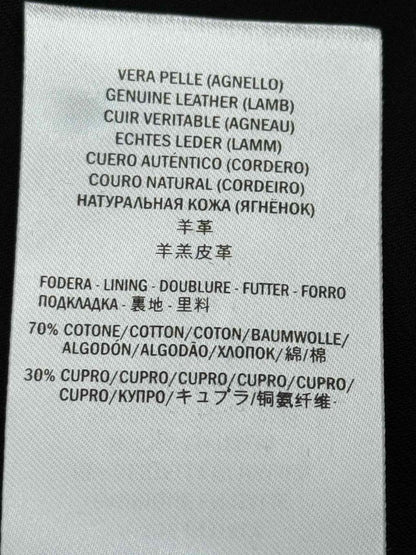 VERA PELLE (AGNELLO)
GENUINE LEATHER (LAMB)
CUIR VERITABLE (AGNEAU)
ECHTES LEDER (LAMM)
CUERO AUTÉNTICO (CORDERO)
COURO NATURAL (CORDEIRO)
НАТУРАЛЬНАЯ КОЖА (ЯГНЁНОК)
羊革
羊羔皮革
FODERA - LINING - DOUBLURE - FUTTER - FORRO
ПОДКЛАДКА - 裏地 - 里料
70% COTONE/COTTON/COTON/BAUMWOLLE/
ALGODÓN/ALGODÃO/ХЛОПОК/綿/棉
30% CUPRO/CUPRO/CUPRO/CUPRO/CUPRO/
CUPRO/КУПРО/キュプラ/铜氨纤维